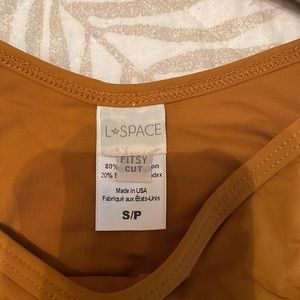 L★SPACE
FITSY
CUT
80%
20%
Made in USA
Fabriqué aux États-Unis
S/P